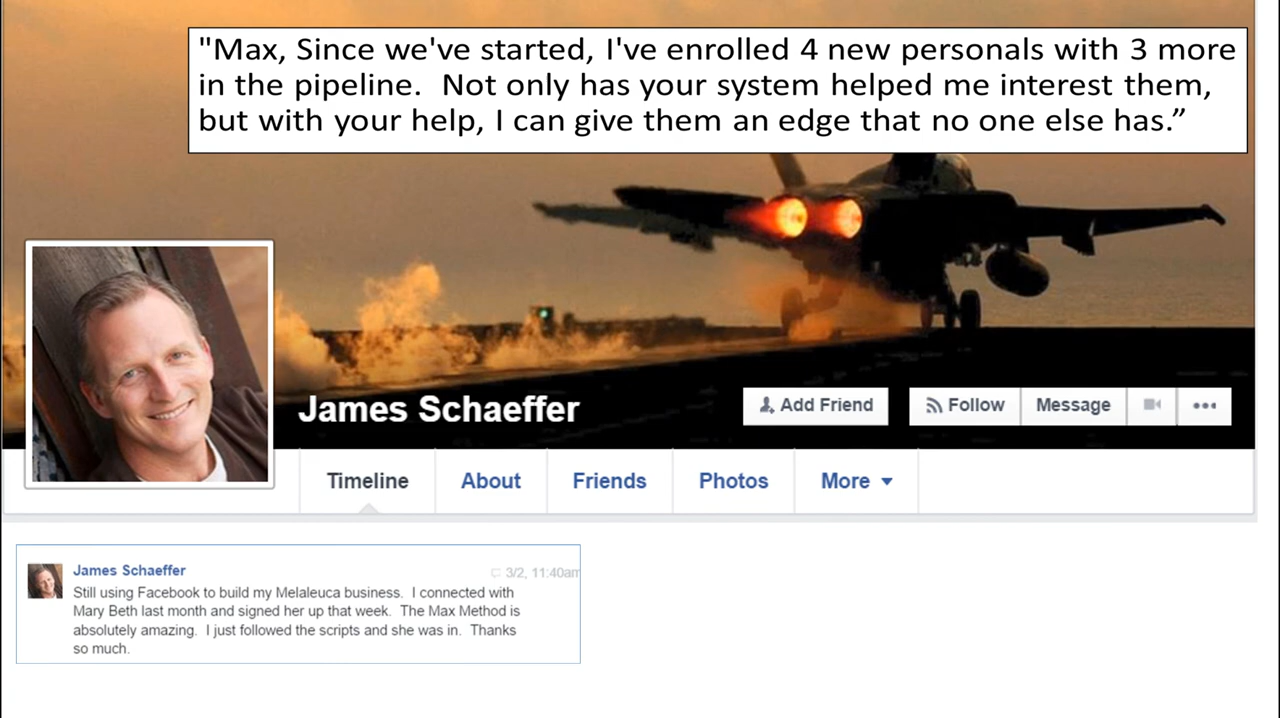 "Max, Since we've started, I've enrolled 4 new personals with 3 more
in the pipeline.  Not only has your system helped me interest them,
but with your help, I can give them an edge that no one else has.”
James Schaeffer
Add Friend
Follow
Message
Timeline
About
Friends
Photos
More
James Schaeffer
3/2, 11:40am
Still using Facebook to build my Melaleuca business.  I connected with
Mary Beth last month and signed her up that week.  The Max Method is
absolutely amazing.  I just followed the scripts and she was in.  Thanks
so much.